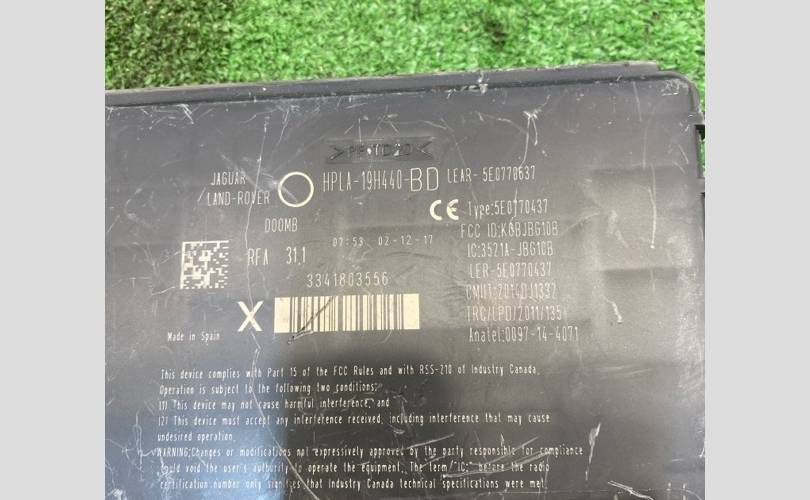 >PP-TD20<
JAGUAR
LAND-ROVER
HPLA-19H440-BD LEAR-5E0770637
CE Type:5E0770437
DOOMB
FCC ID:KOBJBG10B
07:53 02-12-17
IC:3521A-JBG10B
RFA 31.1
LER-5E0770437
3341803556
CMIIT:2014DJ1332
TRC/LPD/2011/135
X
Anatel:0097-14-4071
Made in Spain
This device complies with Part 15 of the FCC Rules and with RSS-210 of Industry Canada.
Operation is subject to the following two conditions:
(1) This device may not cause harmful interference, and
(2) This device must accept any interference received, including interference that may cause
undesired operation.
WARNING:Changes or modifications not expressively approved by the party responsible for compliance
could void the user's authority to operate the equipment. The term "IC:" before the radio
certification number only signifies that Industry Canada technical specifications were met